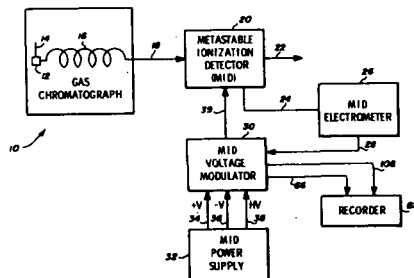 14
16
12
GAS
CHROMATOGRAPH
10
18
20
METASTABLE
IONIZATION
DETECTOR
(MID)
22
24
26
MID
ELECTROMETER
28
39
30
MID
VOLTAGE
MODULATOR
108
66
RECORDER
+V
-V
HV
34
36
38
32
MID
POWER
SUPPLY